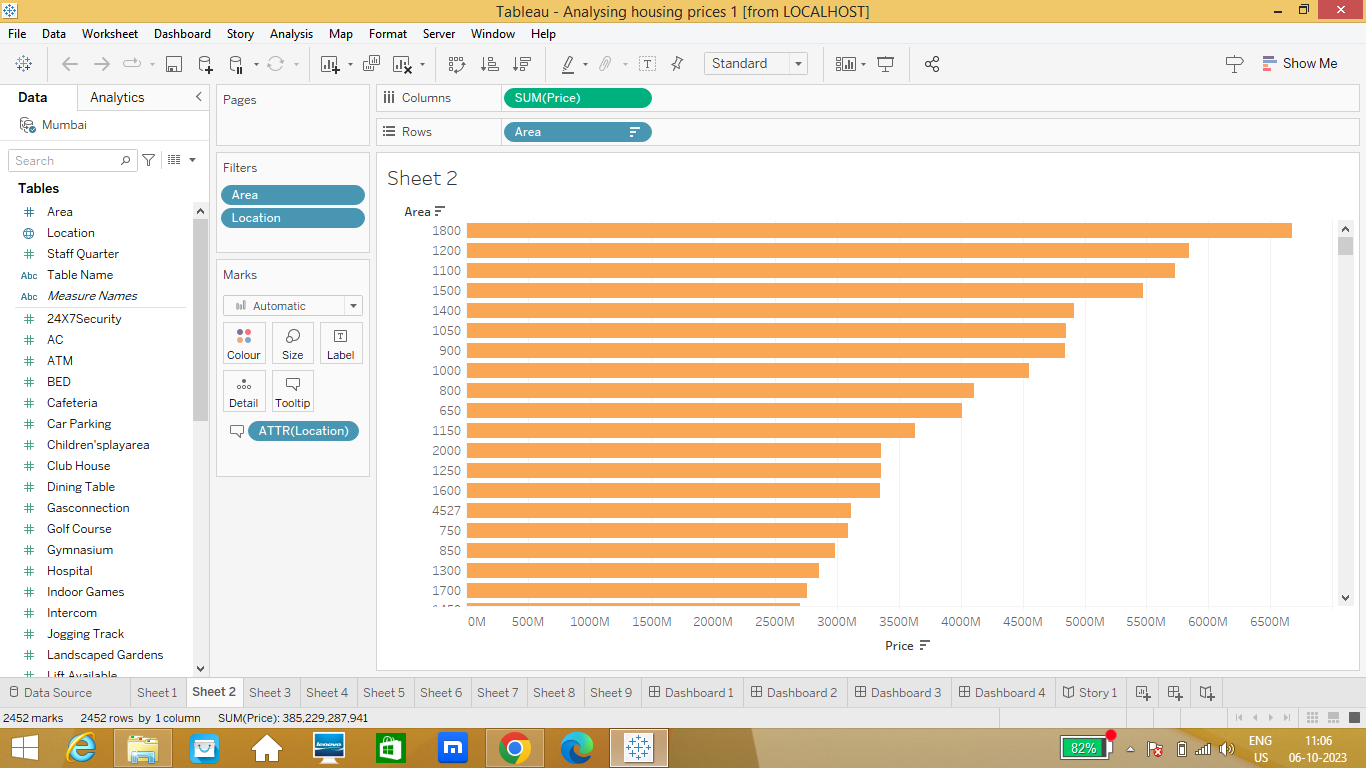 Tableau - Analysing housing prices 1 [from LOCALHOST]
File Data Worksheet Dashboard Story Analysis Map Format Server Window Help
Standard
Show Me
Data Analytics
Mumbai
Search
Tables
Area
Location
Staff Quarter
Abc Table Name
Abc Measure Names
24X7Security
AC
ATM
BED
Cafeteria
Car Parking
Children'splayarea
Club House
Dining Table
Gasconnection
Golf Course
Gymnasium
Hospital
Indoor Games
Intercom
Jogging Track
Landscaped Gardens
Lift Available
Pages
Filters
Area
Location
Marks
Automatic
Colour Size Label
Detail Tooltip
ATTR(Location)
Columns SUM(Price)
Rows Area
Sheet 2
Area
1800
1200
1100
1500
1400
1050
900
1000
800
650
1150
2000
1250
1600
4527
750
850
1300
1700
0M 500M 1000M 1500M 2000M 2500M 3000M 3500M 4000M 4500M 5000M 5500M 6000M 6500M
Price
Data Source Sheet 1 Sheet 2 Sheet 3 Sheet 4 Sheet 5 Sheet 6 Sheet 7 Sheet 8 Sheet 9 Dashboard 1 Dashboard 2 Dashboard 3 Dashboard 4 Story 1
2452 marks 2452 rows by 1 column SUM(Price): 385,229,287,941
lenovo
82%
ENG
US
11:06
06-10-2023